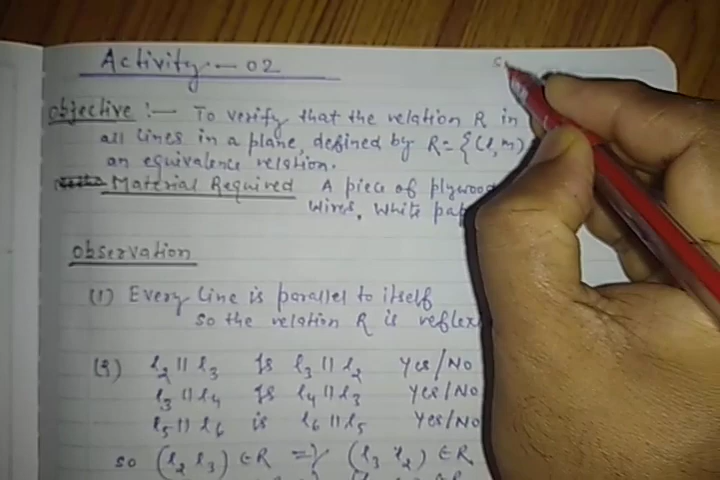 Activity - 02
S
Objective :- To verify that the relation R in
all lines in a plane, defined by R = {(l, m)
an equivalence relation.
Material Required A piece of plywood
Wires, White pap
Observation
(1) Every line is parallel to itself
so the relation R is reflex
(2) l2 || l3 Is l3 || l2 Yes/No
l3 || l4 Is l4 || l3 Yes/No
l5 || l6 is l6 || l5 Yes/No
so (l2 l3) ∈ R => (l3 l2) ∈ R